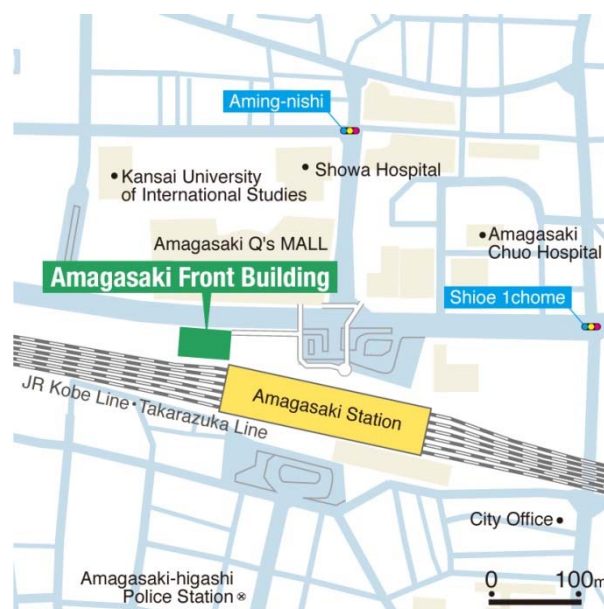 Aming-nishi
Showa Hospital
Kansai University
of International Studies
Amagasaki Q's MALL
Amagasaki
Chuo Hospital
Amagasaki Front Building
Shioe 1chome
JR Kobe Line・Takarazuka Line
Amagasaki Station
City Office
Amagasaki-higashi
Police Station
0 100m